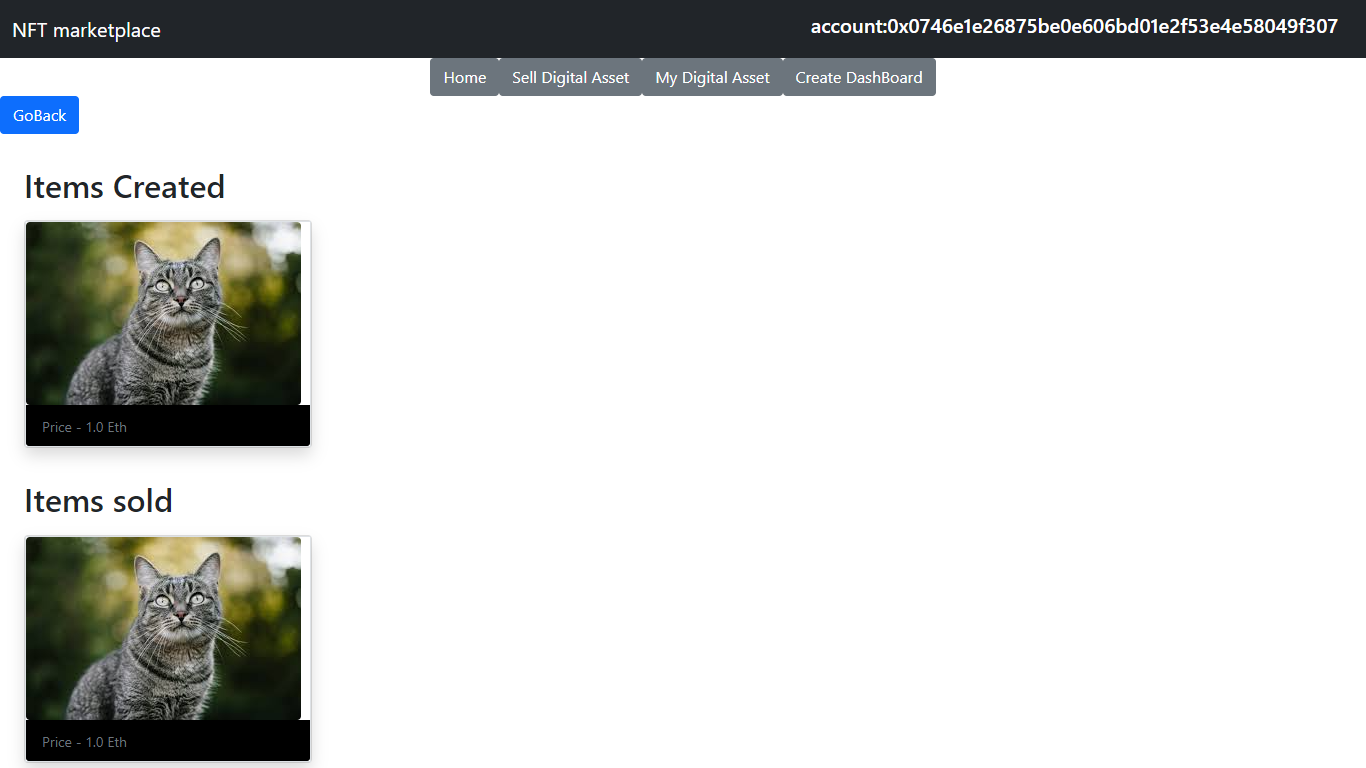 NFT marketplace
account:0x0746e1e26875be0e606bd01e2f53e4e58049f307
Home Sell Digital Asset My Digital Asset Create DashBoard
GoBack
Items Created
Price - 1.0 Eth
Items sold
Price - 1.0 Eth